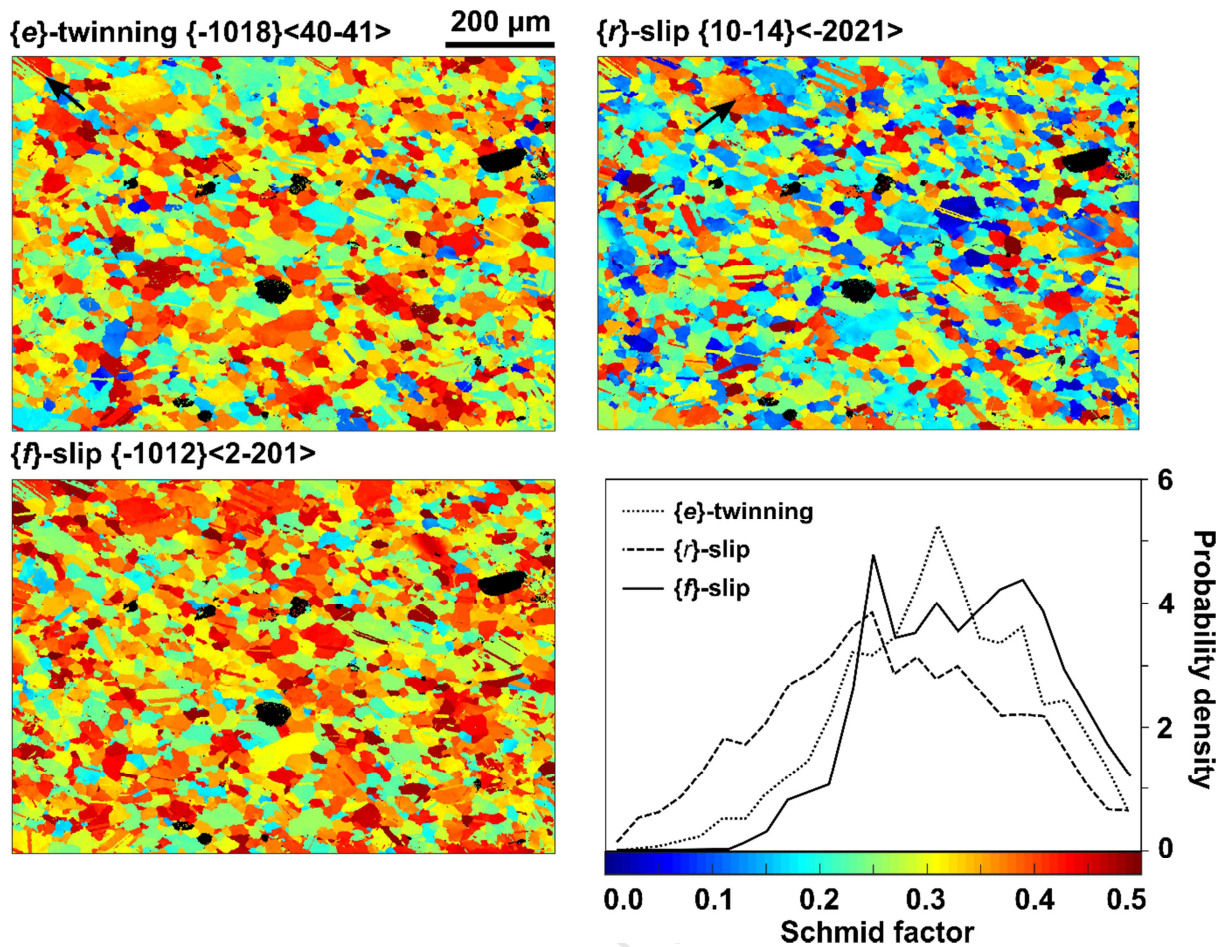 {e}-twinning {-1018}<40-41>
200 µm
{r}-slip {10-14}<-2021>
{f}-slip {-1012}<2-201>
{e}-twinning
{r}-slip
{f}-slip
6
4
2
0
Probability density
0.0 0.1 0.2 0.3 0.4 0.5
Schmid factor